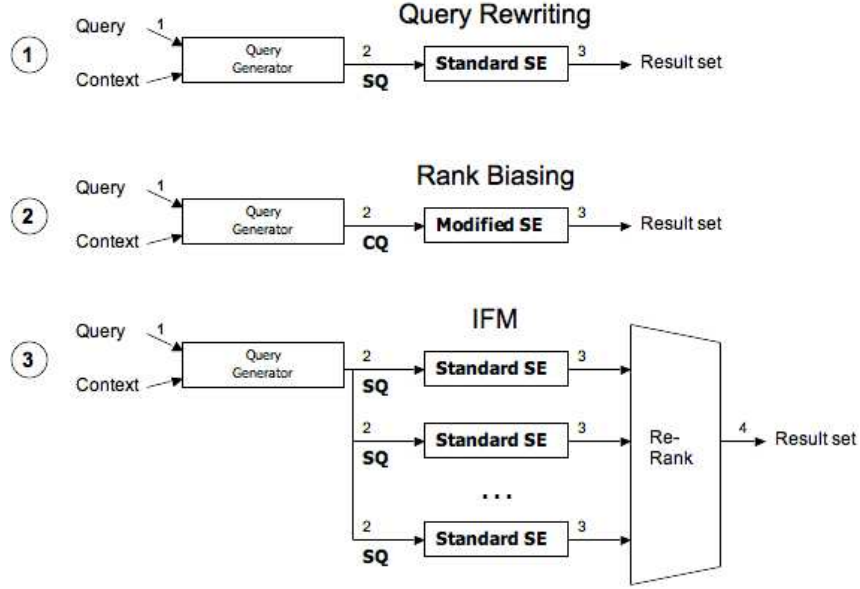 Query Rewriting
1
Query
Context
1
Query
Generator
2
SQ
Standard SE
3
Result set
Rank Biasing
2
Query
Context
1
Query
Generator
2
CQ
Modified SE
3
Result set
IFM
3
Query
Context
1
Query
Generator
2
SQ
Standard SE
3
2
SQ
Standard SE
3
...
2
SQ
Standard SE
3
Re-
Rank
4
Result set